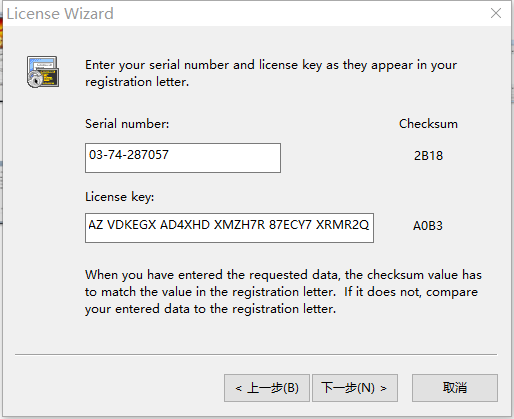 License Wizard
Enter your serial number and license key as they appear in your
registration letter.
Serial number:
Checksum
03-74-287057
2B18
License key:
AZ VDKEGX AD4XHD XMZH7R 87ECY7 XRMR2Q
A0B3
When you have entered the requested data, the checksum value has
to match the value in the registration letter.  If it does not, compare
your entered data to the registration letter.
< 上一步(B)
下一步(N) >
取消